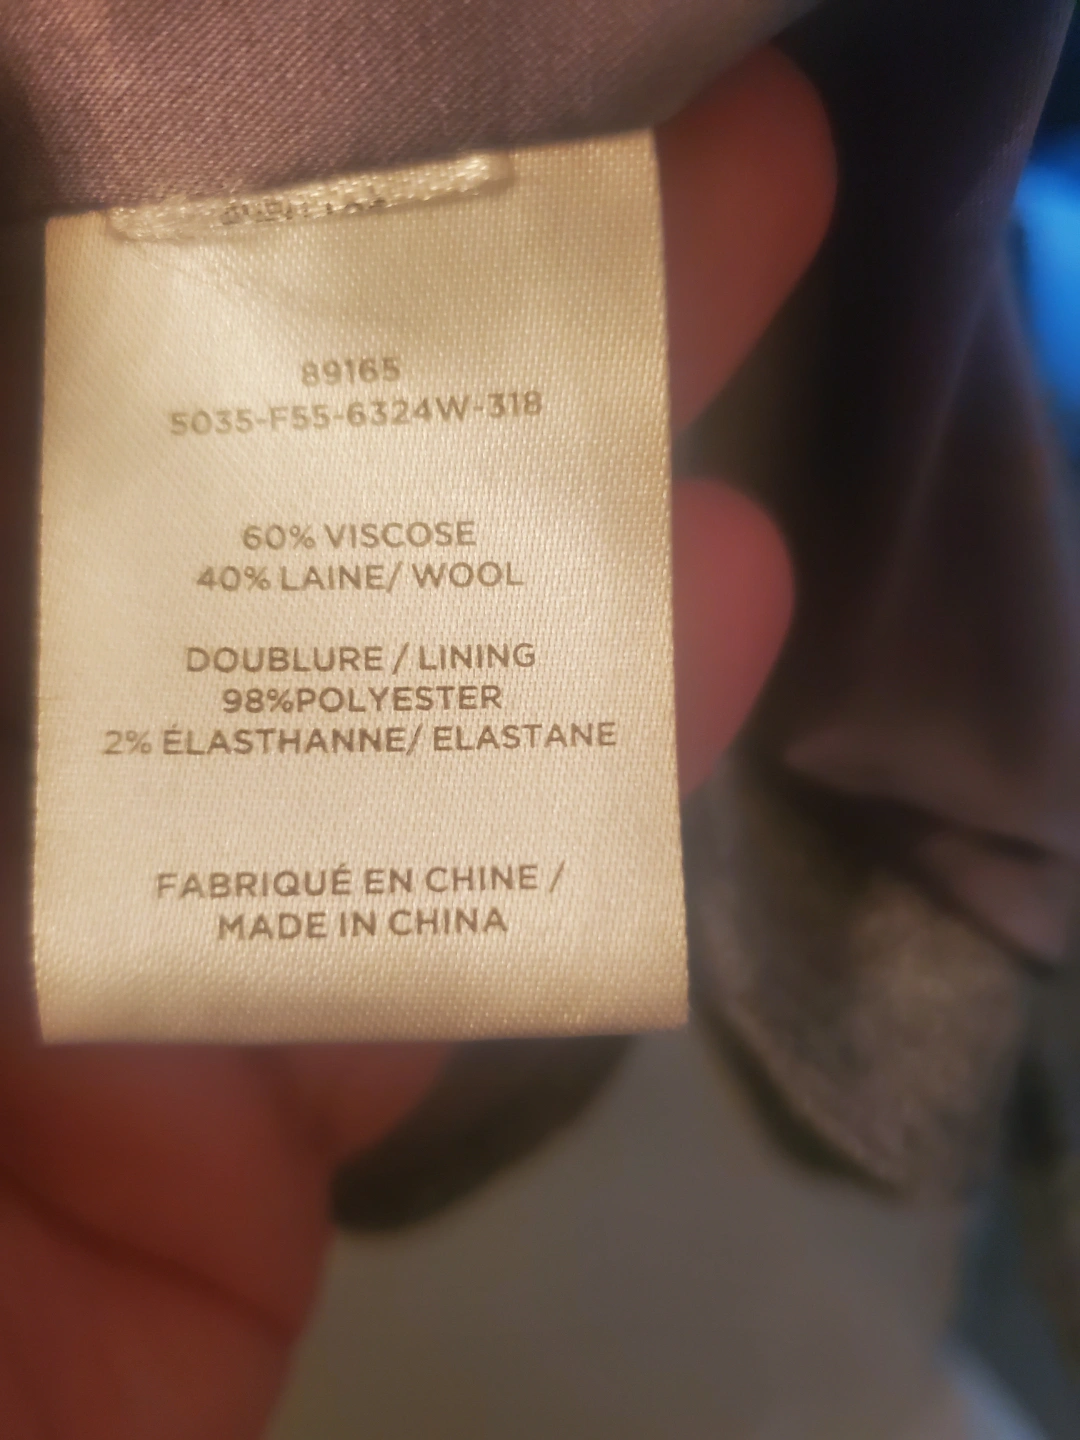 89165
5035-F55-6324W-318
60% VISCOSE
40% LAINE/ WOOL
DOUBLURE / LINING
98%POLYESTER
2% ÉLASTHANNE/ ELASTANE
FABRIQUÉ EN CHINE /
MADE IN CHINA